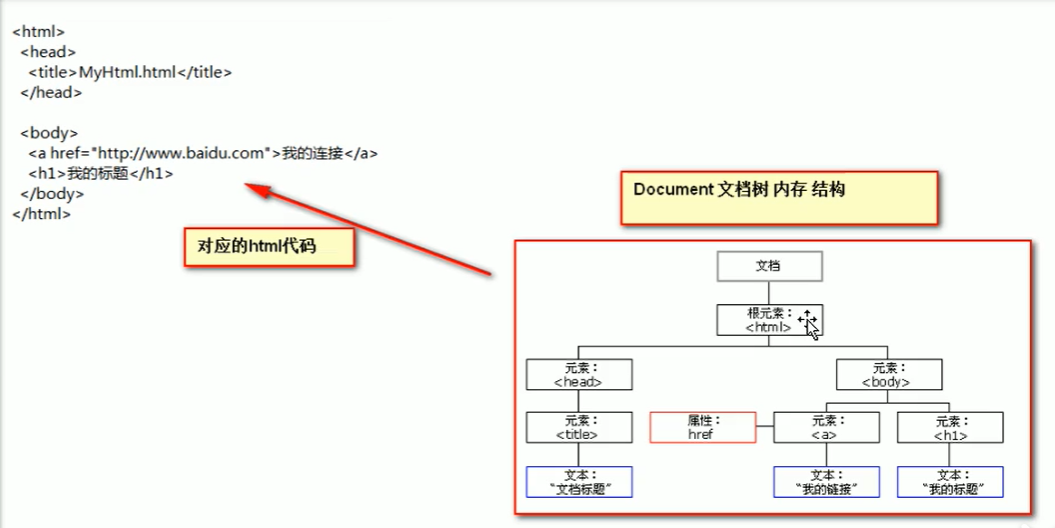 <html>
<head>
<title>MyHtml.html</title>
</head>
<body>
<a href="http://www.baidu.com">我的连接</a>
<h1>我的标题</h1>
</body>
</html>
对应的html代码
Document 文档树 内存 结构
文档
根元素：
<html>
元素：
<head>
元素：
<body>
元素：
<title>
属性：
href
元素：
<a>
元素：
<h1>
文本：
“文档标题”
文本：
“我的链接”
文本：
“我的标题”